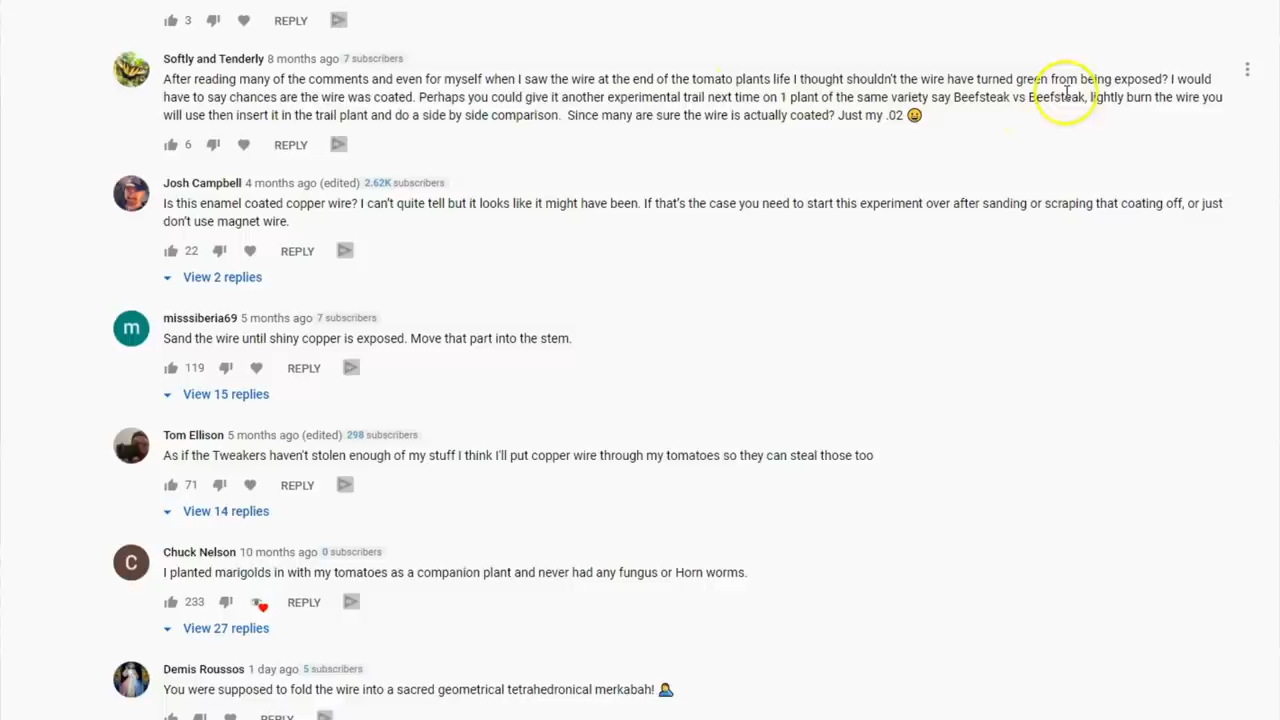 3 REPLY
Softly and Tenderly 8 months ago 7 subscribers
After reading many of the comments and even for myself when I saw the wire at the end of the tomato plants life I thought shouldn't the wire have turned green from being exposed? I would
have to say chances are the wire was coated. Perhaps you could give it another experimental trail next time on 1 plant of the same variety say Beefsteak vs Beefsteak, lightly burn the wire you
will use then insert it in the trail plant and do a side by side comparison. Since many are sure the wire is actually coated? Just my .02 😀
6 REPLY
Josh Campbell 4 months ago (edited) 2.62K subscribers
Is this enamel coated copper wire? I can't quite tell but it looks like it might have been. If that's the case you need to start this experiment over after sanding or scraping that coating off, or just
don't use magnet wire.
22 REPLY
View 2 replies
m
misssiberia69 5 months ago 7 subscribers
Sand the wire until shiny copper is exposed. Move that part into the stem.
119 REPLY
View 15 replies
Tom Ellison 5 months ago (edited) 298 subscribers
As if the Tweakers haven't stolen enough of my stuff I think I'll put copper wire through my tomatoes so they can steal those too
71 REPLY
View 14 replies
C
Chuck Nelson 10 months ago 0 subscribers
I planted marigolds in with my tomatoes as a companion plant and never had any fungus or Horn worms.
233 REPLY
View 27 replies
Demis Roussos 1 day ago 5 subscribers
You were supposed to fold the wire into a sacred geometrical tetrahedronical merkabah! 🤦
REPLY